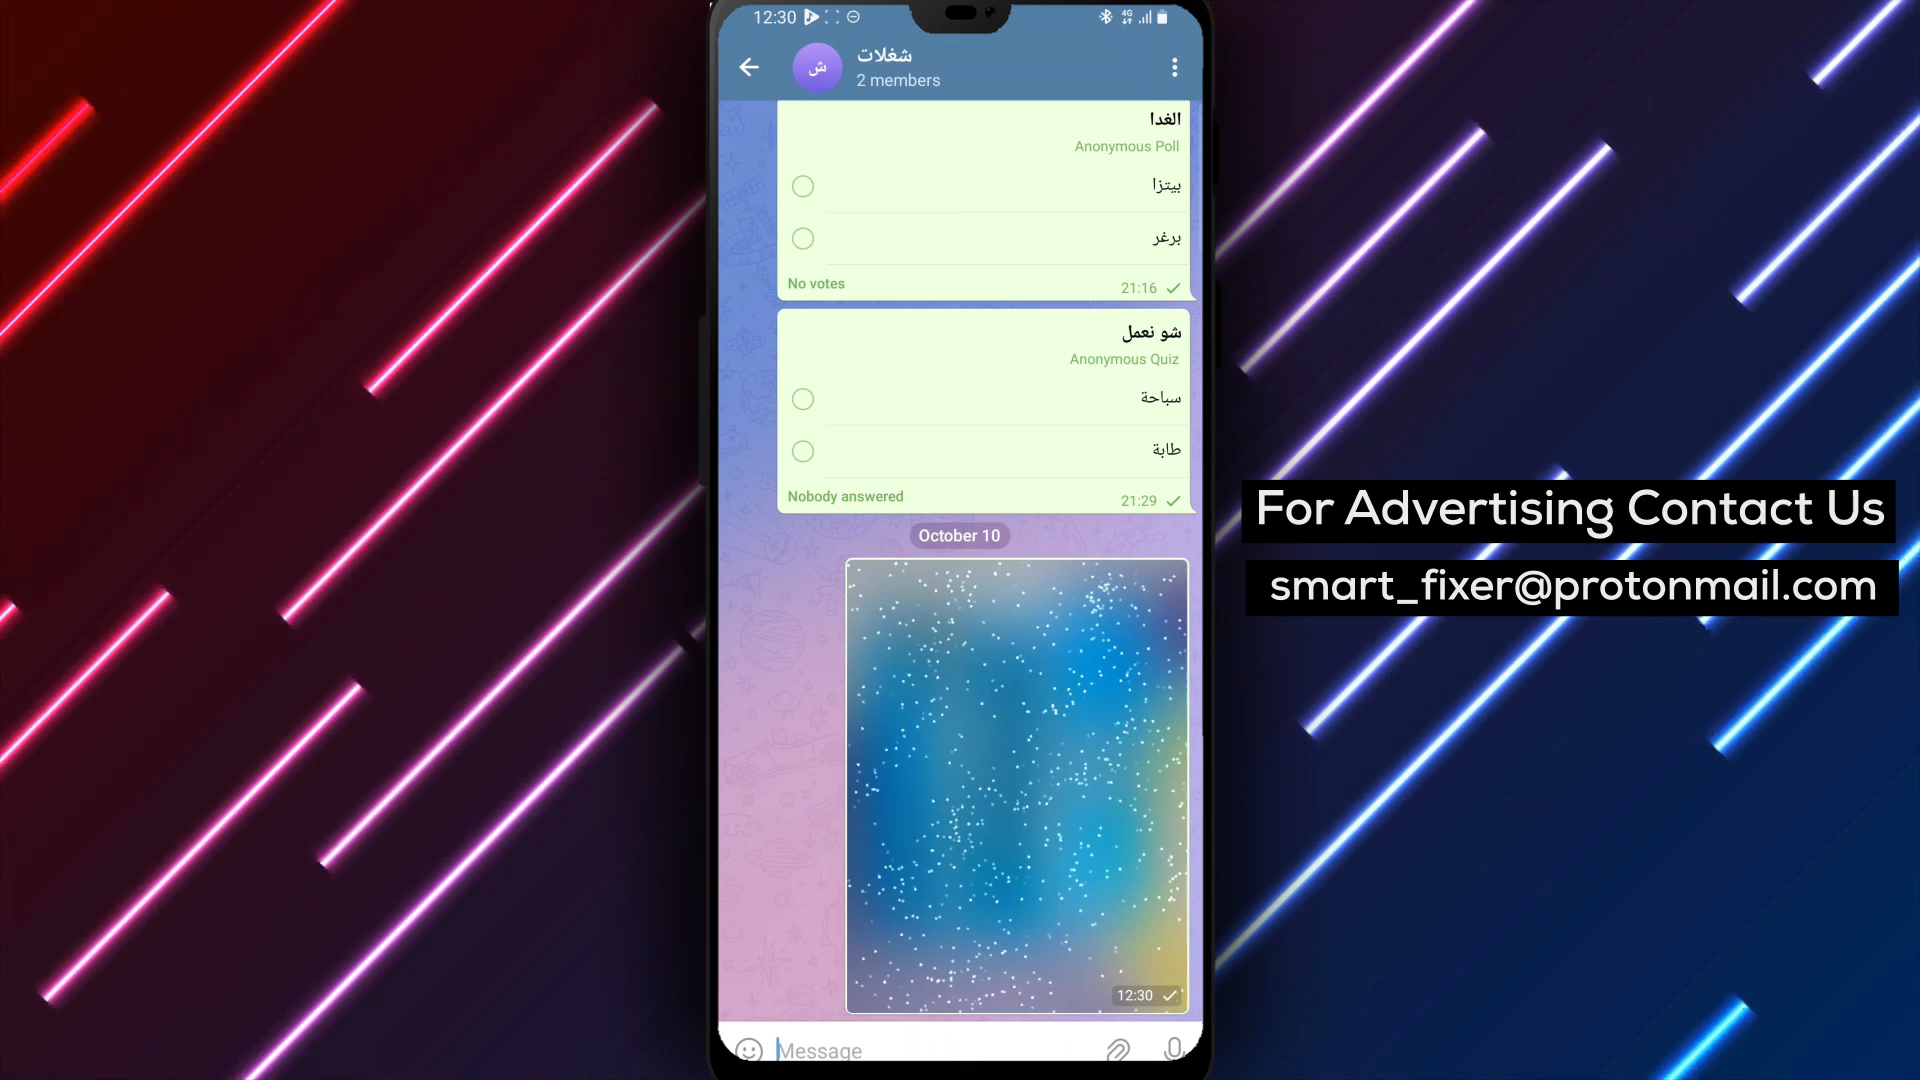 12:30
4G
ش
شغلات
2 members
الغدا
Anonymous Poll
بيتزا
برغر
No votes
21:16
شو نعمل
Anonymous Quiz
سباحة
طابة
Nobody answered
21:29
October 10
12:30
Message
For Advertising Contact Us
smart_fixer@protonmail.com